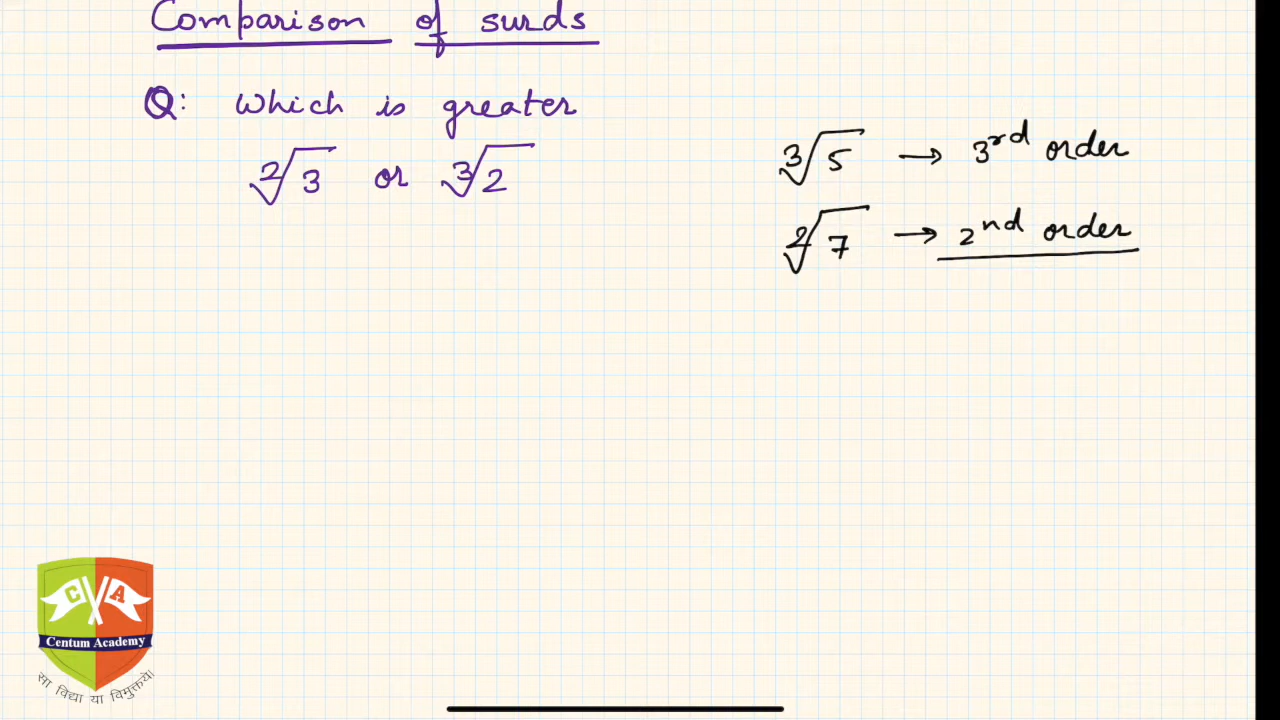 Comparison of surds
Q: Which is greater
²√3 or ³√2
³√5 → 3rd order
²√7 → 2nd order
C A
Centum Academy
सा विद्या या विमुक्तये।